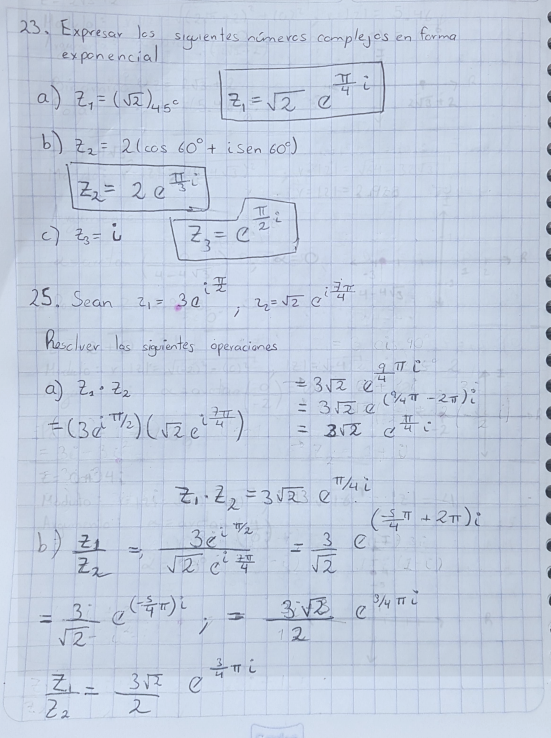 23. Expresar los siguientes números complejos en forma
exponencial
a) z₁ = (√2)₄₅° z₁ = √2 e^(π/4 i)
b) z₂ = 2(cos 60° + i sen 60°)
z₂ = 2 e^(π/3 i)
c) z₃ = i z₃ = e^(π/2 i)
25. Sean z₁ = 3e^(i π/2) ; z₂ = √2 e^(i 7π/4)
Resolver las siguientes operaciones
a) z₁ · z₂ = 3√2 e^(9/4 π i)
= (3e^(i π/2)) (√2 e^(i 7π/4)) = 3√2 e^((9/4 π - 2π)i)
= 3√2 e^(π/4 i)
z₁ · z₂ = 3√2 e^(π/4 i)
b) z₁/z₂ = 3e^(i π/2) / √2 e^(i 7π/4) = 3/√2 e^((-5/4 π + 2π)i)
= 3/√2 e^((-5/4 π)i) ; = 3√2/2 e^(3/4 π i)
z₁/z₂ = 3√2/2 e^(3/4 π i)